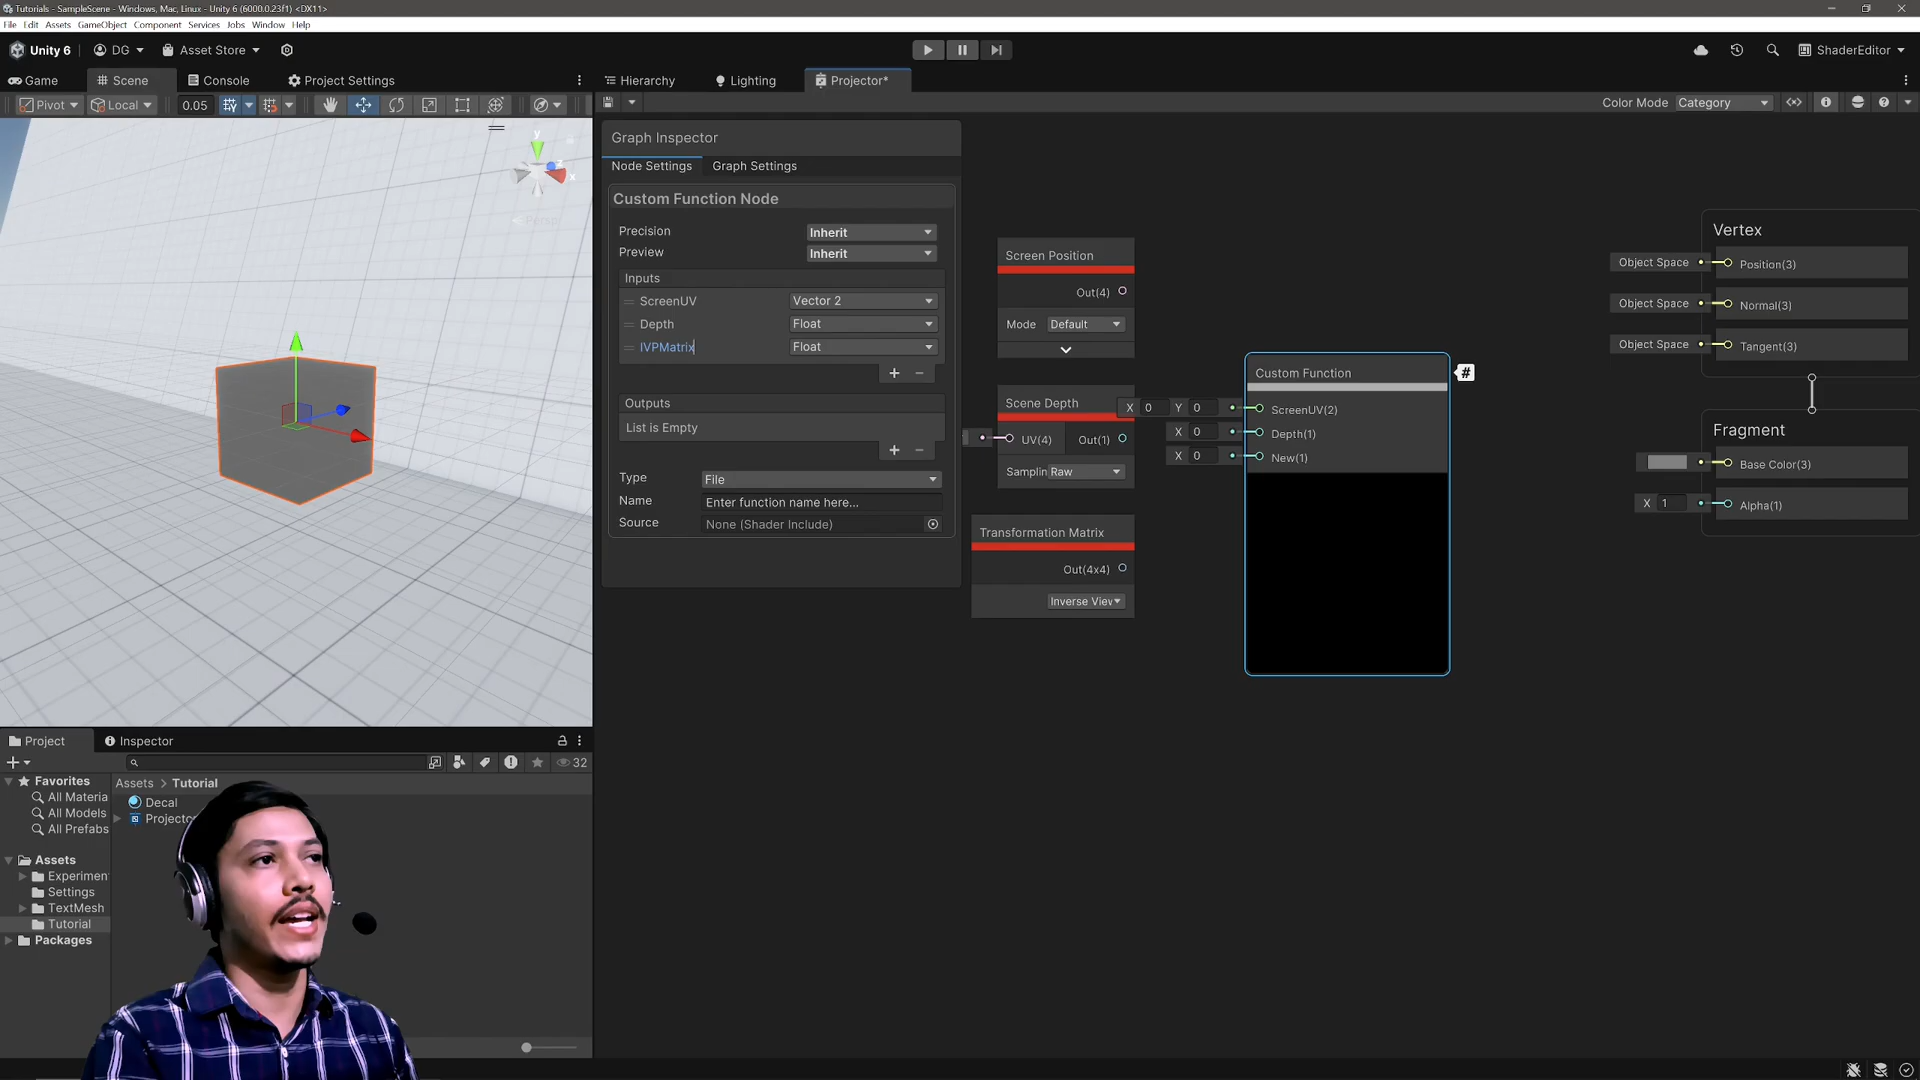 Tutorials - SampleScene - Windows, Mac, Linux - Unity 6 (6000.0.23f1) <DX11>
File Edit Assets GameObject Component Services Jobs Window Help
Unity 6 DG Asset Store ShaderEditor
Game Scene Console Project Settings Hierarchy Lighting Projector*
Pivot Local 0.05 Color Mode Category
Graph Inspector
Node Settings Graph Settings
Custom Function Node
Precision Inherit
Preview Inherit
Inputs
ScreenUV Vector 2
Depth Float
IVPMatrix Float
+ -
Outputs
List is Empty
+ -
Type File
Name Enter function name here...
Source None (Shader Include)
Screen Position
Out(4)
Mode Default
Scene Depth
UV(4) Out(1)
Samplin Raw
Transformation Matrix
Out(4x4)
Inverse View
Custom Function
#
X 0 Y 0 ScreenUV(2)
X 0 Depth(1)
X 0 New(1)
Vertex
Object Space Position(3)
Object Space Normal(3)
Object Space Tangent(3)
Fragment
Base Color(3)
X 1 Alpha(1)
y
x
Project Inspector
32
Favorites
All Materia
All Models
All Prefabs
Assets
Experimen
Settings
TextMesh
Tutorial
Packages
Assets > Tutorial
Decal
Projecto